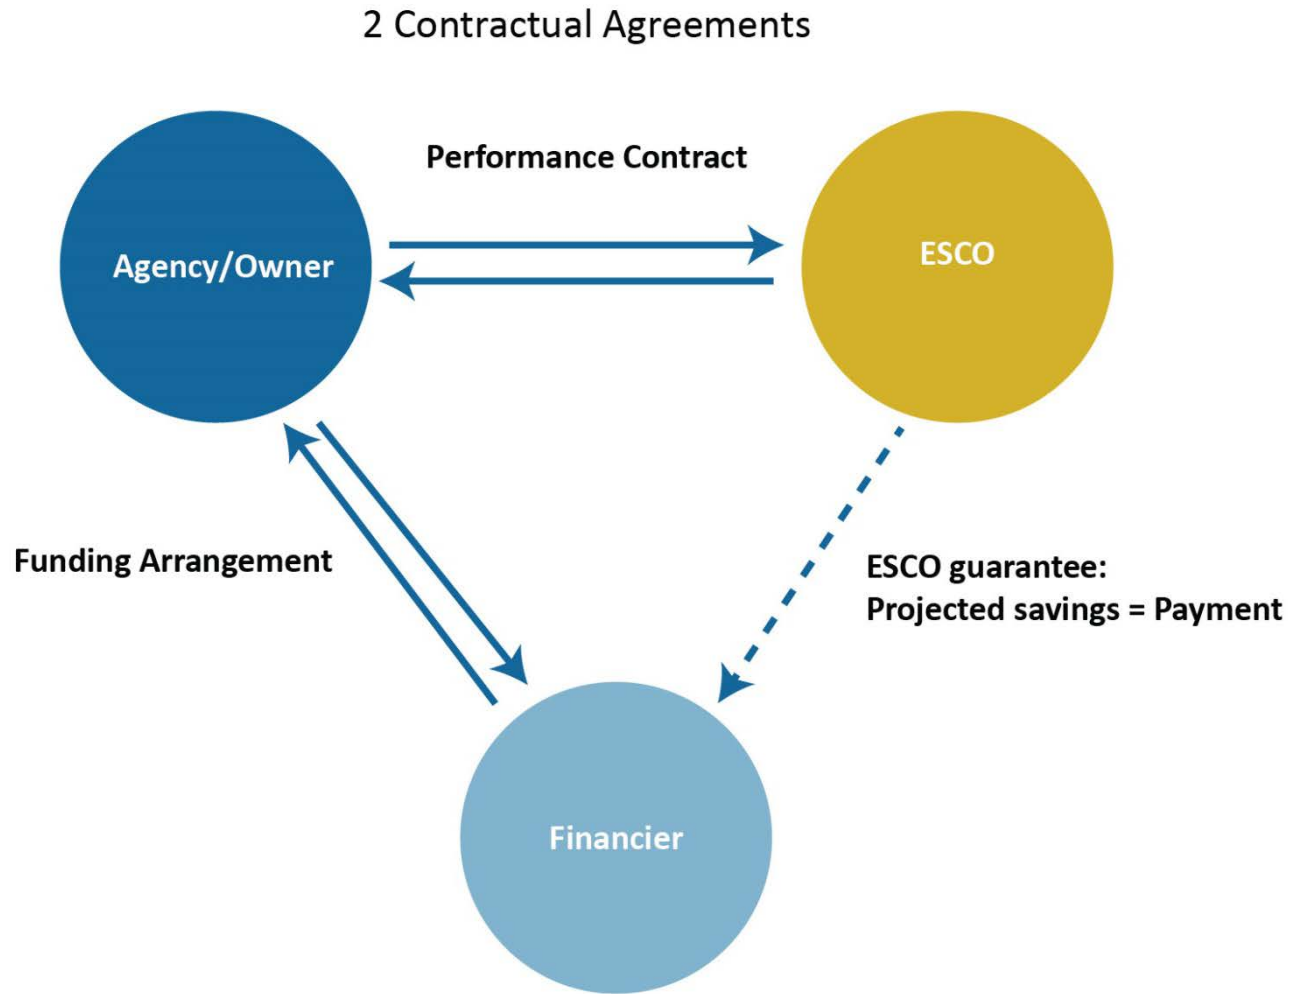 2 Contractual Agreements
Performance Contract
Agency/Owner
ESCO
Funding Arrangement
ESCO guarantee:
Projected savings = Payment
Financier